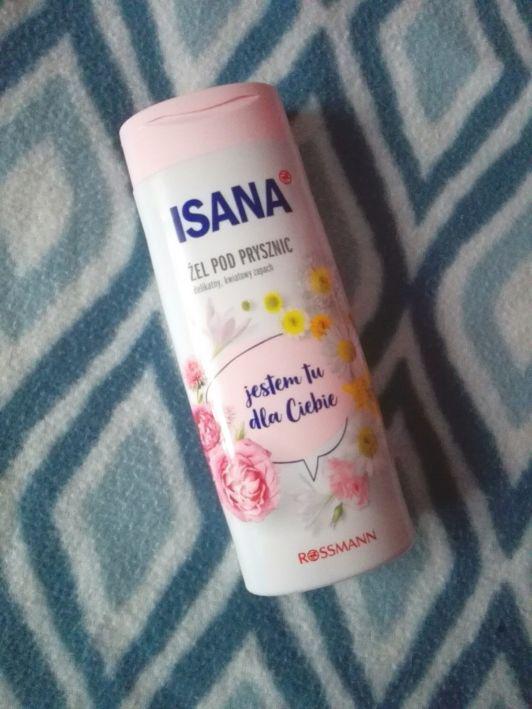 ISANA
ŻEL POD PRYSZNIC
delikatny, kwiatowy zapach
jestem tu
dla Ciebie
ROSSMANN